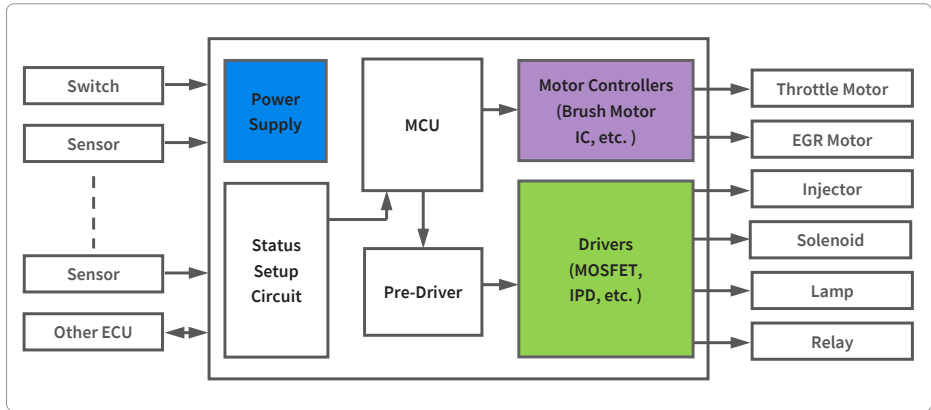 Switch
Sensor
Sensor
Other ECU
Power
Supply
Status
Setup
Circuit
MCU
Pre-Driver
Motor Controllers
(Brush Motor
IC, etc. )
Drivers
(MOSFET,
IPD, etc. )
Throttle Motor
EGR Motor
Injector
Solenoid
Lamp
Relay